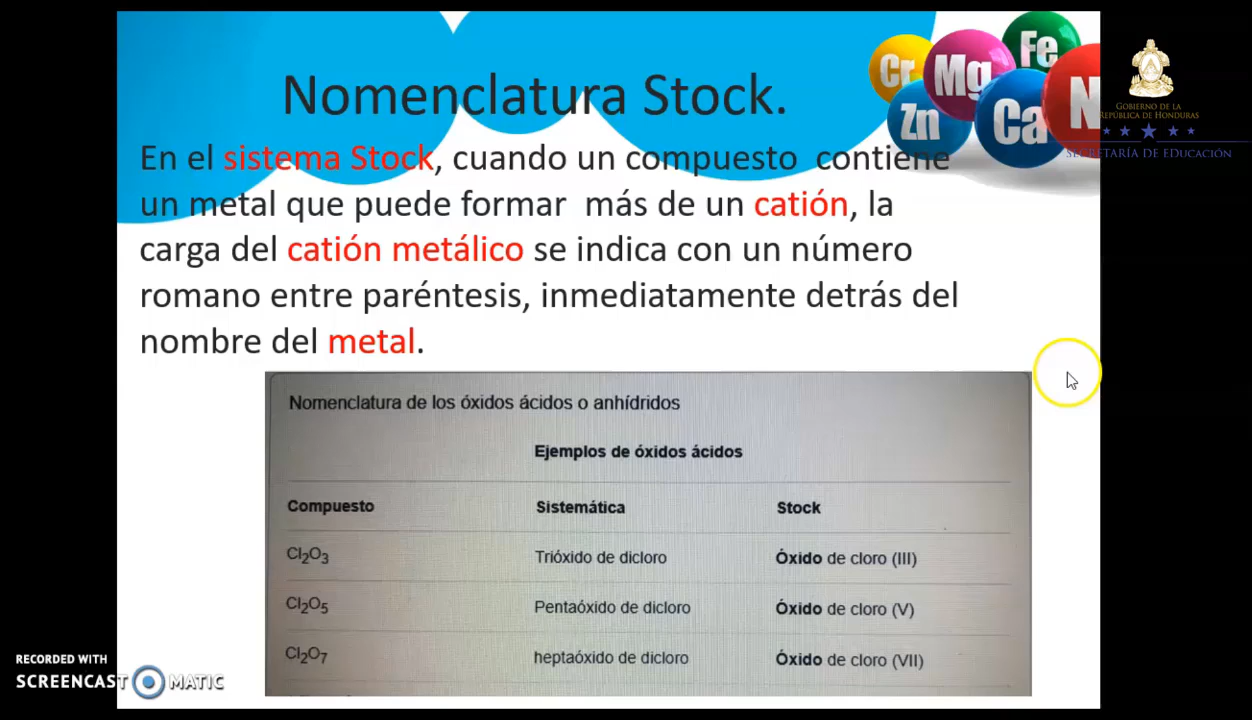 Nomenclatura Stock.
En el sistema Stock, cuando un compuesto contiene
un metal que puede formar más de un catión, la
carga del catión metálico se indica con un número
romano entre paréntesis, inmediatamente detrás del
nombre del metal.
Cr
Mg
Fe
Zn
Ca
N
GOBIERNO DE LA
REPÚBLICA DE HONDURAS
SECRETARÍA DE EDUCACIÓN
Nomenclatura de los óxidos ácidos o anhídridos
Ejemplos de óxidos ácidos
Compuesto Sistemática Stock
Cl₂O₃ Trióxido de dicloro Óxido de cloro (III)
Cl₂O₅ Pentaóxido de dicloro Óxido de cloro (V)
Cl₂O₇ heptaóxido de dicloro Óxido de cloro (VII)
RECORDED WITH
SCREENCAST MATIC